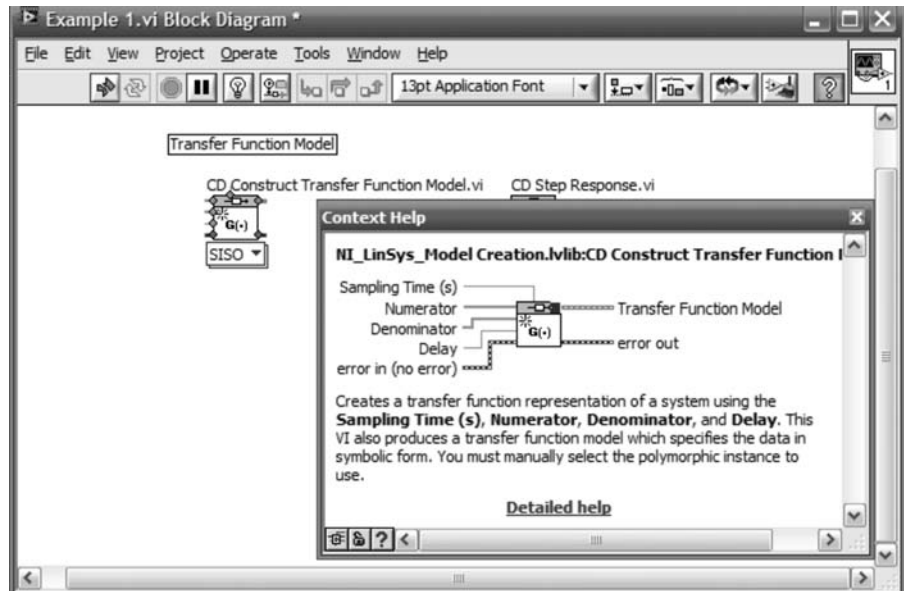 Example 1.vi Block Diagram *
File Edit View Project Operate Tools Window Help
13pt Application Font
1
Transfer Function Model
CD Construct Transfer Function Model.vi CD Step Response.vi
G(·)
SISO
Context Help
NI_LinSys_Model Creation.lvlib:CD Construct Transfer Function
Sampling Time (s)
Numerator
Denominator
Delay
error in (no error)
G(·)
Transfer Function Model
error out
Creates a transfer function representation of a system using the
Sampling Time (s), Numerator, Denominator, and Delay. This
VI also produces a transfer function model which specifies the data in
symbolic form. You must manually select the polymorphic instance to
use.
Detailed help